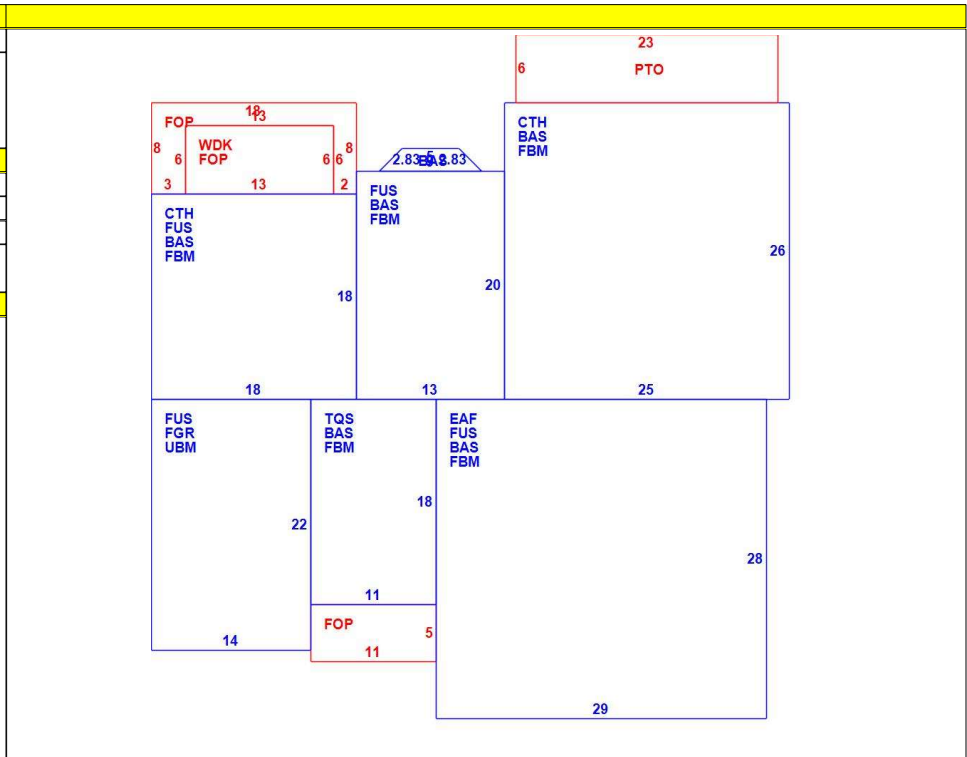 23
6
PTO
18
13
FOP
8
6
WDK
FOP
6
6
8
3
13
2
2.83
5
BAS
9
2.83
CTH
BAS
FBM
26
25
FUS
BAS
FBM
20
13
CTH
FUS
BAS
FBM
18
18
FUS
FGR
UBM
22
14
TQS
BAS
FBM
18
11
FOP
5
11
EAF
FUS
BAS
FBM
28
29